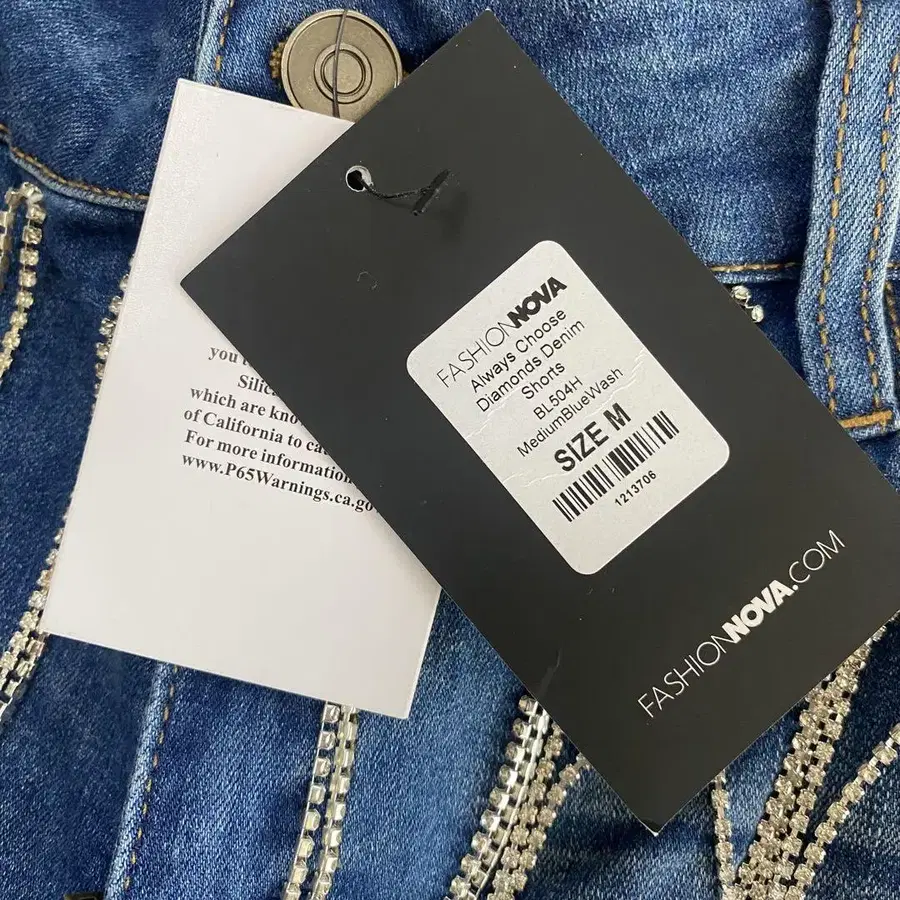 you
Silic
which are kno
of California to ca
For more information
www.P65Warnings.ca.go
FASHIONNOVA
Always Choose
Diamonds Denim
Shorts
BL504H
MediumBlueWash
SIZE M
1213706
FASHIONNOVA.COM